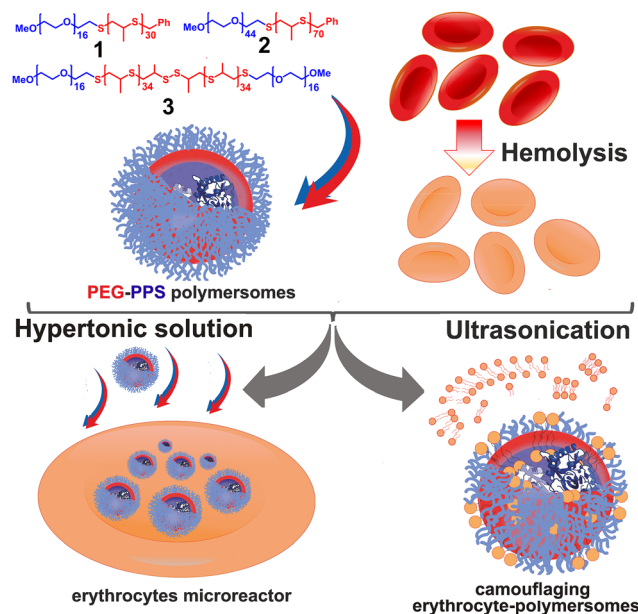 MeO[O]16 S[S]30 Ph
1
MeO[O]44 S[S]70 Ph
2
MeO[O]16 S[S]34 S-S [S]34 S[O]16 OMe
3
Hemolysis
PEG-PPS polymersomes
Hypertonic solution
Ultrasonication
erythrocytes microreactor
camouflaging
erythrocyte-polymersomes